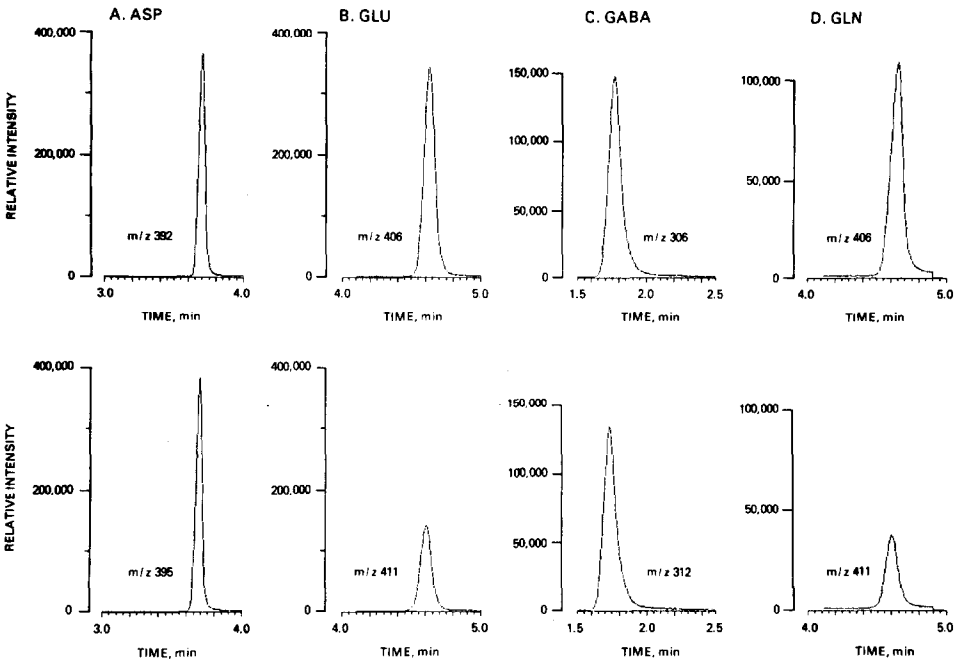 A. ASP
B. GLU
C. GABA
D. GLN
RELATIVE INTENSITY
400,000
200,000
0
m/z 392
3.0
4.0
TIME, min
400,000
200,000
0
m/z 406
4.0
5.0
TIME, min
150,000
100,000
50,000
0
m/z 306
1.5
2.0
2.5
TIME, min
100,000
50,000
0
m/z 406
4.0
5.0
TIME, min
RELATIVE INTENSITY
400,000
200,000
0
m/z 395
3.0
4.0
TIME, min
400,000
200,000
0
m/z 411
4.0
5.0
TIME, min
150,000
100,000
50,000
0
m/z 312
1.5
2.0
2.5
TIME, min
100,000
50,000
0
m/z 411
4.0
5.0
TIME, min